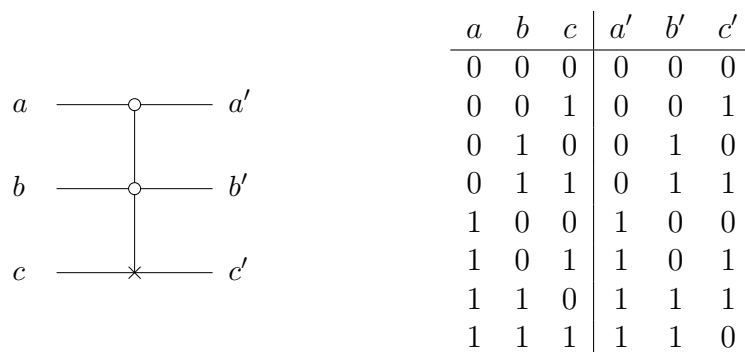 a a′
b b′
c c′
a b c a′ b′ c′
0 0 0 0 0 0
0 0 1 0 0 1
0 1 0 0 1 0
0 1 1 0 1 1
1 0 0 1 0 0
1 0 1 1 0 1
1 1 0 1 1 1
1 1 1 1 1 0